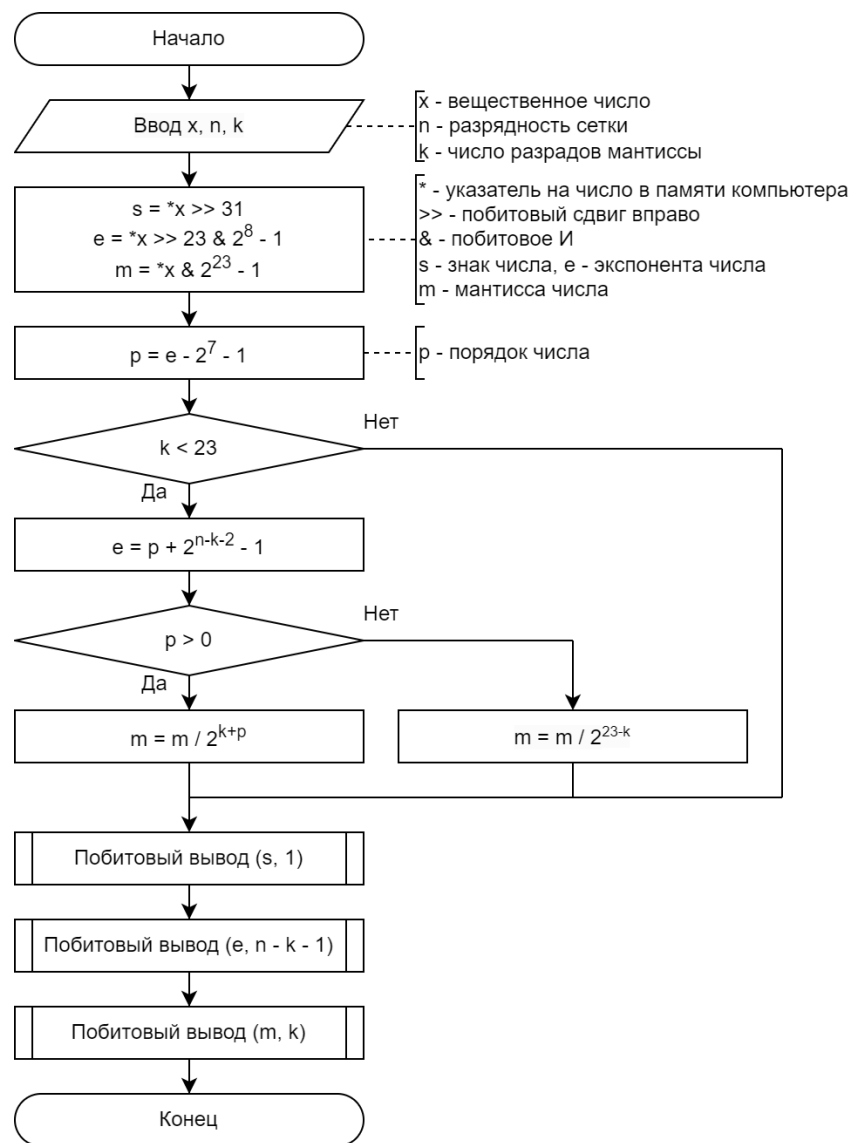 Начало
Ввод x, n, k
x - вещественное число
n - разрядность сетки
k - число разрадов мантиссы
s = *x >> 31
e = *x >> 23 & 2^8 - 1
m = *x & 2^23 - 1
* - указатель на число в памяти компьютера
>> - побитовый сдвиг вправо
& - побитовое И
s - знак числа, e - экспонента числа
m - мантисса числа
p = e - 2^7 - 1
p - порядок числа
k < 23
Нет
Да
e = p + 2^n-k-2 - 1
p > 0
Нет
Да
m = m / 2^k+p
m = m / 2^23-k
Побитовый вывод (s, 1)
Побитовый вывод (e, n - k - 1)
Побитовый вывод (m, k)
Конец